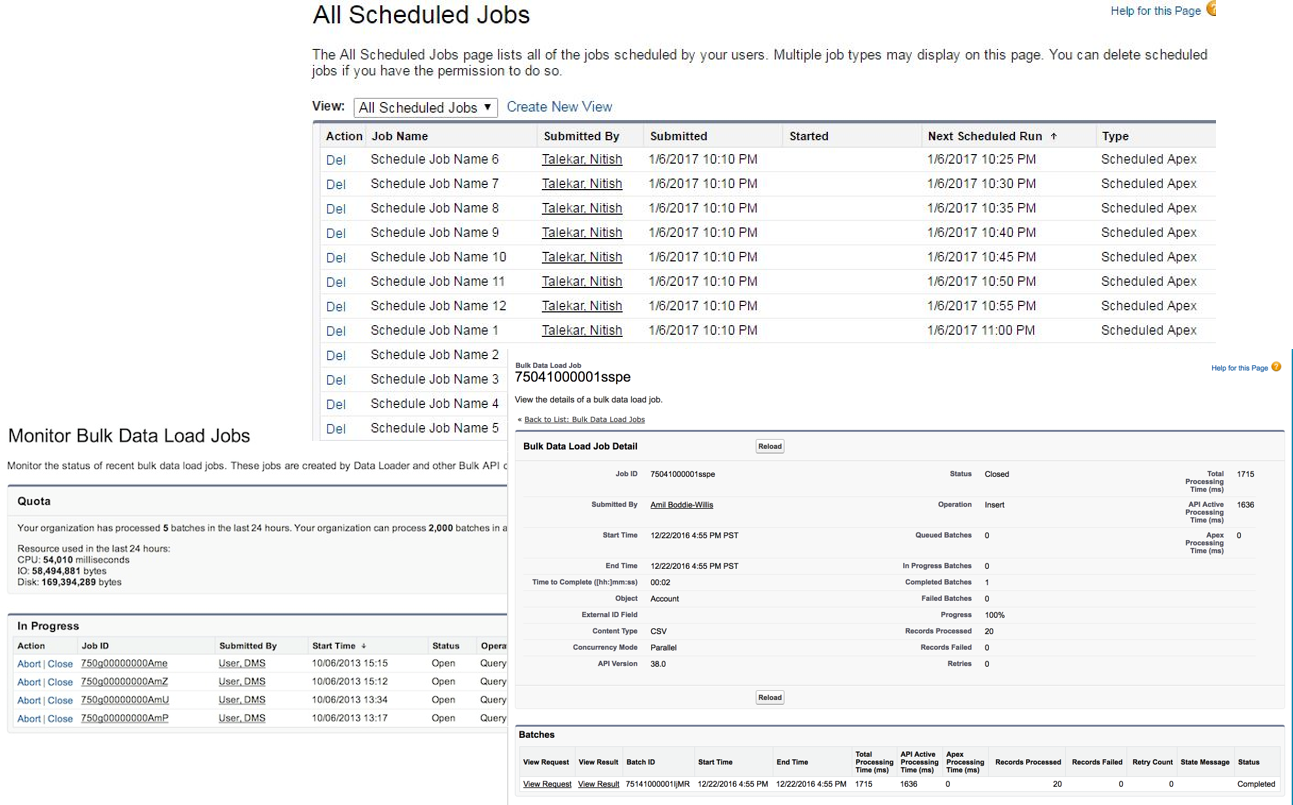 All Scheduled Jobs
Help for this Page
The All Scheduled Jobs page lists all of the jobs scheduled by your users. Multiple job types may display on this page. You can delete scheduled
jobs if you have the permission to do so.
View: All Scheduled Jobs ▼ Create New View
Action Job Name Submitted By Submitted Started Next Scheduled Run ↑ Type
Del Schedule Job Name 6 Talekar, Nitish 1/6/2017 10:10 PM 1/6/2017 10:25 PM Scheduled Apex
Del Schedule Job Name 7 Talekar, Nitish 1/6/2017 10:10 PM 1/6/2017 10:30 PM Scheduled Apex
Del Schedule Job Name 8 Talekar, Nitish 1/6/2017 10:10 PM 1/6/2017 10:35 PM Scheduled Apex
Del Schedule Job Name 9 Talekar, Nitish 1/6/2017 10:10 PM 1/6/2017 10:40 PM Scheduled Apex
Del Schedule Job Name 10 Talekar, Nitish 1/6/2017 10:10 PM 1/6/2017 10:45 PM Scheduled Apex
Del Schedule Job Name 11 Talekar, Nitish 1/6/2017 10:10 PM 1/6/2017 10:50 PM Scheduled Apex
Del Schedule Job Name 12 Talekar, Nitish 1/6/2017 10:10 PM 1/6/2017 10:55 PM Scheduled Apex
Del Schedule Job Name 1 Talekar, Nitish 1/6/2017 10:10 PM 1/6/2017 11:00 PM Scheduled Apex
Del Schedule Job Name 2
Del Schedule Job Name 3
Del Schedule Job Name 4
Del Schedule Job Name 5
Monitor Bulk Data Load Jobs
Monitor the status of recent bulk data load jobs. These jobs are created by Data Loader and other Bulk API
Quota
Your organization has processed 5 batches in the last 24 hours. Your organization can process 2,000 batches in a
Resource used in the last 24 hours:
CPU: 54,010 milliseconds
IO: 58,494,881 bytes
Disk: 169,394,289 bytes
In Progress
Action Job ID Submitted By Start Time ↓ Status Opera
Abort | Close 750g00000000Ame User, DMS 10/06/2013 15:15 Open Query
Abort | Close 750g00000000AmZ User, DMS 10/06/2013 15:12 Open Query
Abort | Close 750g00000000AmU User, DMS 10/06/2013 13:34 Open Query
Abort | Close 750g00000000AmP User, DMS 10/06/2013 13:17 Open Query
Bulk Data Load Job
75041000001sspe
Help for this Page ?
View the details of a bulk data load job.
« Back to List: Bulk Data Load Jobs
Bulk Data Load Job Detail Reload
Job ID 75041000001sspe Status Closed Total Processing Time (ms) 1715
Submitted By Amil Boddie-Willis Operation Insert API Active Processing Time (ms) 1636
Start Time 12/22/2016 4:55 PM PST Queued Batches 0 Apex Processing Time (ms) 0
End Time 12/22/2016 4:55 PM PST In Progress Batches 0
Time to Complete ([hh:]mm:ss) 00:02 Completed Batches 1
Object Account Failed Batches 0
External ID Field Progress 100%
Content Type CSV Records Processed 20
Concurrency Mode Parallel Records Failed 0
API Version 38.0 Retries 0
Reload
Batches
View Request View Result Batch ID Start Time End Time Total Processing Time (ms) API Active Processing Time (ms) Apex Processing Time (ms) Records Processed Records Failed Retry Count State Message Status
View Request View Result 75141000001ljMR 12/22/2016 4:55 PM 12/22/2016 4:55 PM 1715 1636 0 20 0 0 Completed